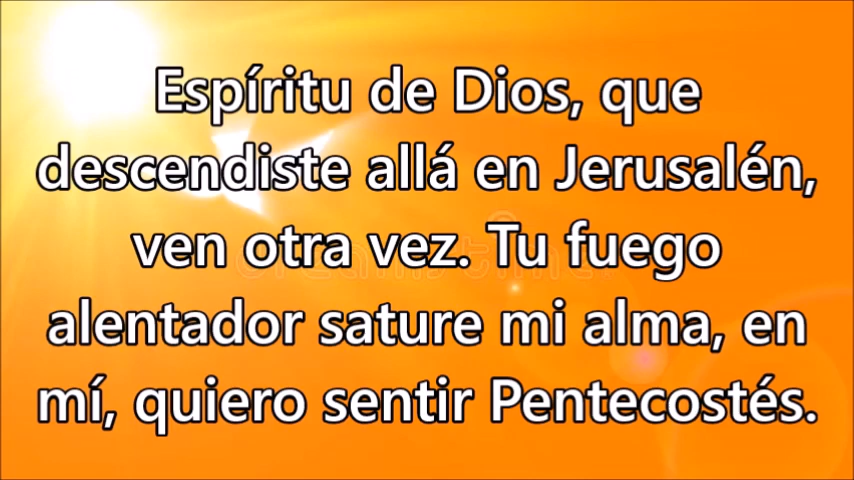 Espíritu de Dios, que
descendiste allá en Jerusalén,
ven otra vez. Tu fuego
alentador sature mi alma, en
mí, quiero sentir Pentecostés.